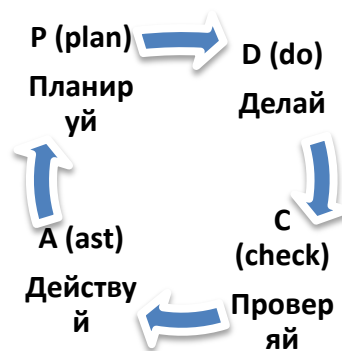 P (plan)
Планир
уй
D (do)
Делай
C
(check)
Провер
яй
A (ast)
Действу
й